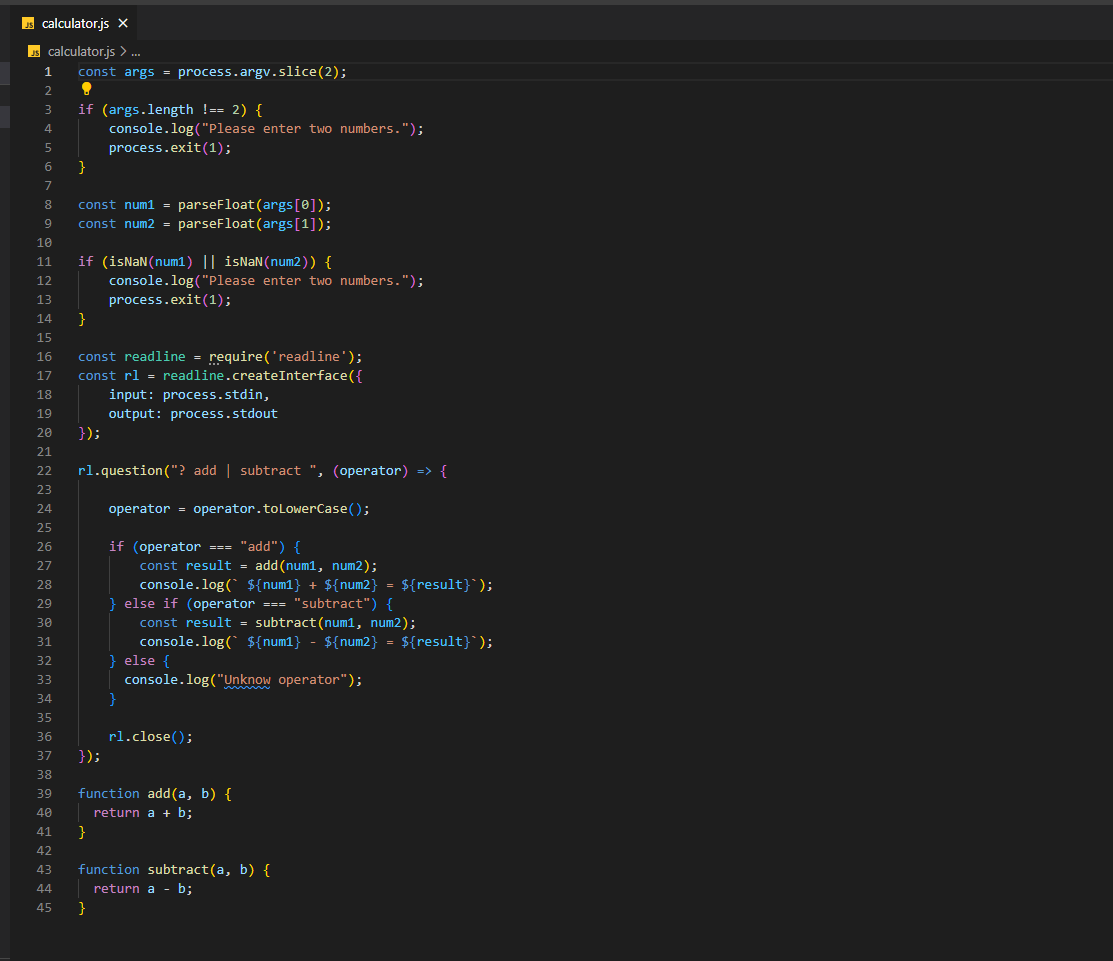 JS calculator.js ×
JS calculator.js > ...
1 const args = process.argv.slice(2);
2
3 if (args.length !== 2) {
4     console.log("Please enter two numbers.");
5     process.exit(1);
6 }
7
8 const num1 = parseFloat(args[0]);
9 const num2 = parseFloat(args[1]);
10
11 if (isNaN(num1) || isNaN(num2)) {
12     console.log("Please enter two numbers.");
13     process.exit(1);
14 }
15
16 const readline = require('readline');
17 const rl = readline.createInterface({
18     input: process.stdin,
19     output: process.stdout
20 });
21
22 rl.question("? add | subtract ", (operator) => {
23
24     operator = operator.toLowerCase();
25
26     if (operator === "add") {
27         const result = add(num1, num2);
28         console.log(` ${num1} + ${num2} = ${result}`);
29     } else if (operator === "subtract") {
30         const result = subtract(num1, num2);
31         console.log(` ${num1} - ${num2} = ${result}`);
32     } else {
33       console.log("Unknow operator");
34     }
35
36     rl.close();
37 });
38
39 function add(a, b) {
40   return a + b;
41 }
42
43 function subtract(a, b) {
44   return a - b;
45 }